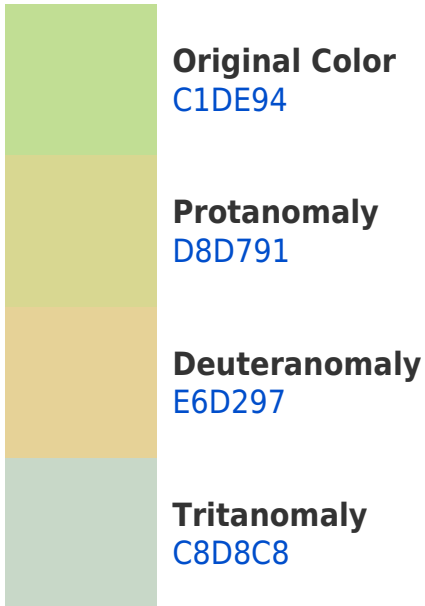 Original Color
C1DE94
Protanomaly
D8D791
Deuteranomaly
E6D297
Tritanomaly
C8D8C8